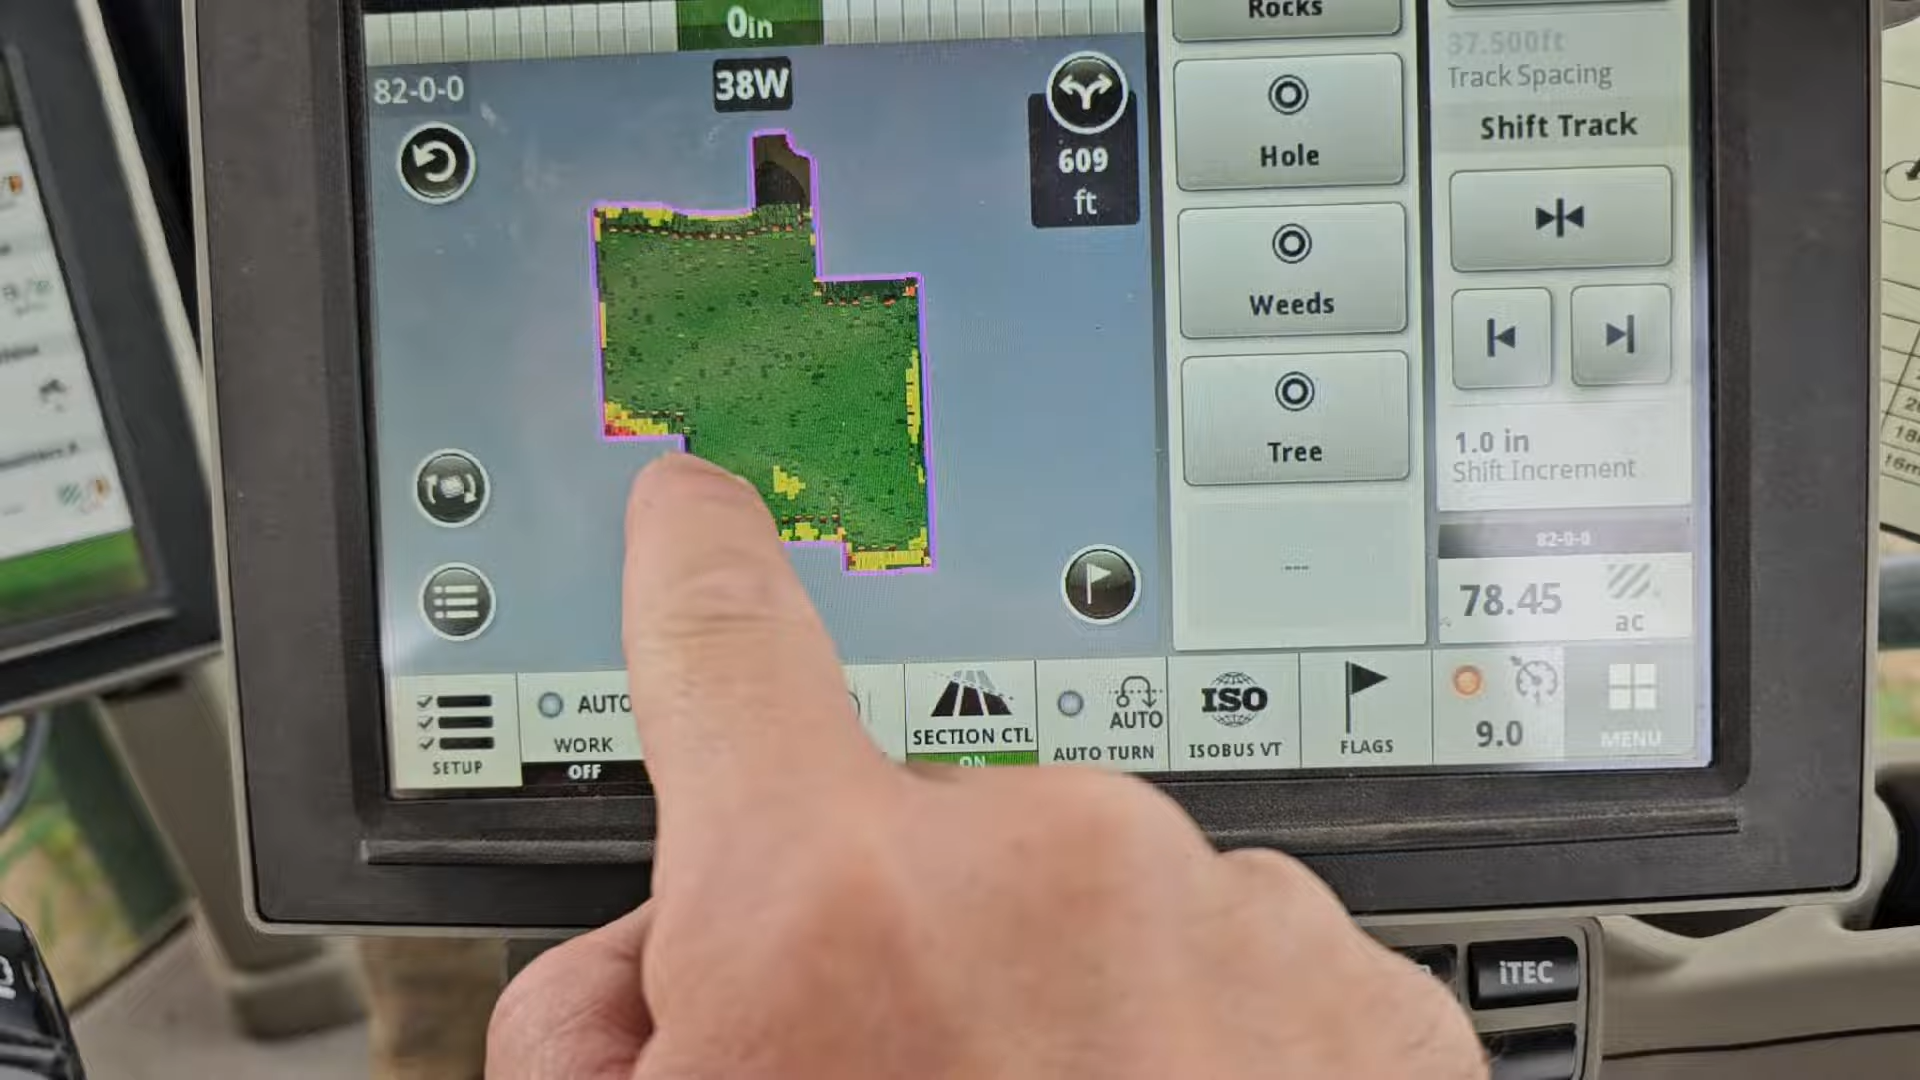 0in
82-0-0
38W
609
ft
Rocks
Hole
Weeds
Tree
---
37.500ft
Track Spacing
Shift Track
1.0 in
Shift Increment
82-0-0
78.45
ac
SETUP
AUTO
WORK
OFF
SECTION CTL
ON
AUTO
AUTO TURN
ISO
ISOBUS VT
FLAGS
9.0
MENU
iTEC